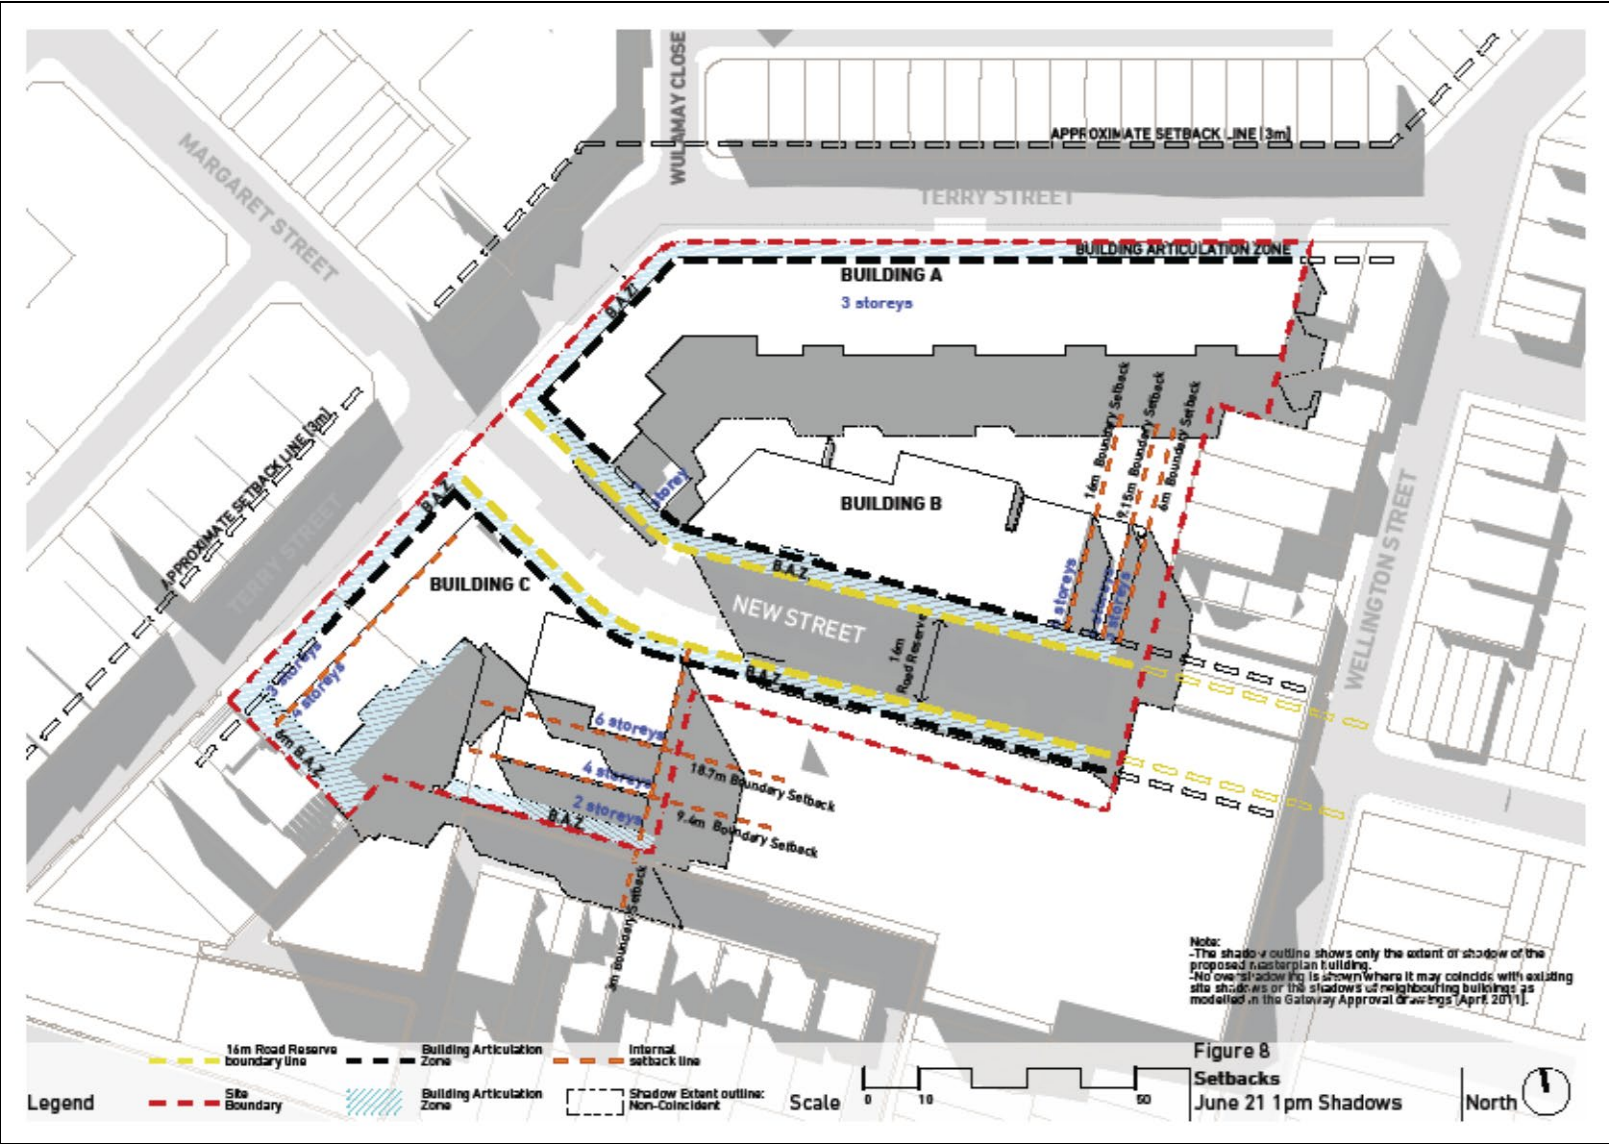 WULAMAY CLOSE
MARGARET STREET
APPROXIMATE SETBACK LINE [3m]
TERRY STREET
BUILDING ARTICULATION ZONE
BUILDING A
3 storeys
B.A.Z.
16m Boundary Setback
9.15m Boundary Setback
6m Boundary Setback
APPROXIMATE SETBACK LINE [3m]
TERRY STREET
B.A.Z.
storey
BUILDING B
WELLINGTON STREET
BUILDING C
B.A.Z.
NEW STREET
storeys
storeys
storeys
16m
Road Reserve
3 storeys
4 storeys
6m B.A.Z.
B.A.Z.
6 storeys
18.7m Boundary Setback
4 storeys
2 storeys
9.4m Boundary Setback
B.A.Z.
3m Boundary Setback
Note:
-The shadow outline shows only the extent of shadow of the
proposed masterplan building.
-No overshadowing is shown where it may coincide with existing
site shadows or the shadows of neighbouring buildings as
modelled in the Gateway Approval drawings [April 2011].
Legend
16m Road Reserve
boundary line
Building Articulation
Zone
Internal
setback line
Site
Boundary
Building Articulation
Zone
Shadow Extent outline:
Non-Coincident
Scale
0 10 50
Figure 8
Setbacks
June 21 1pm Shadows
North